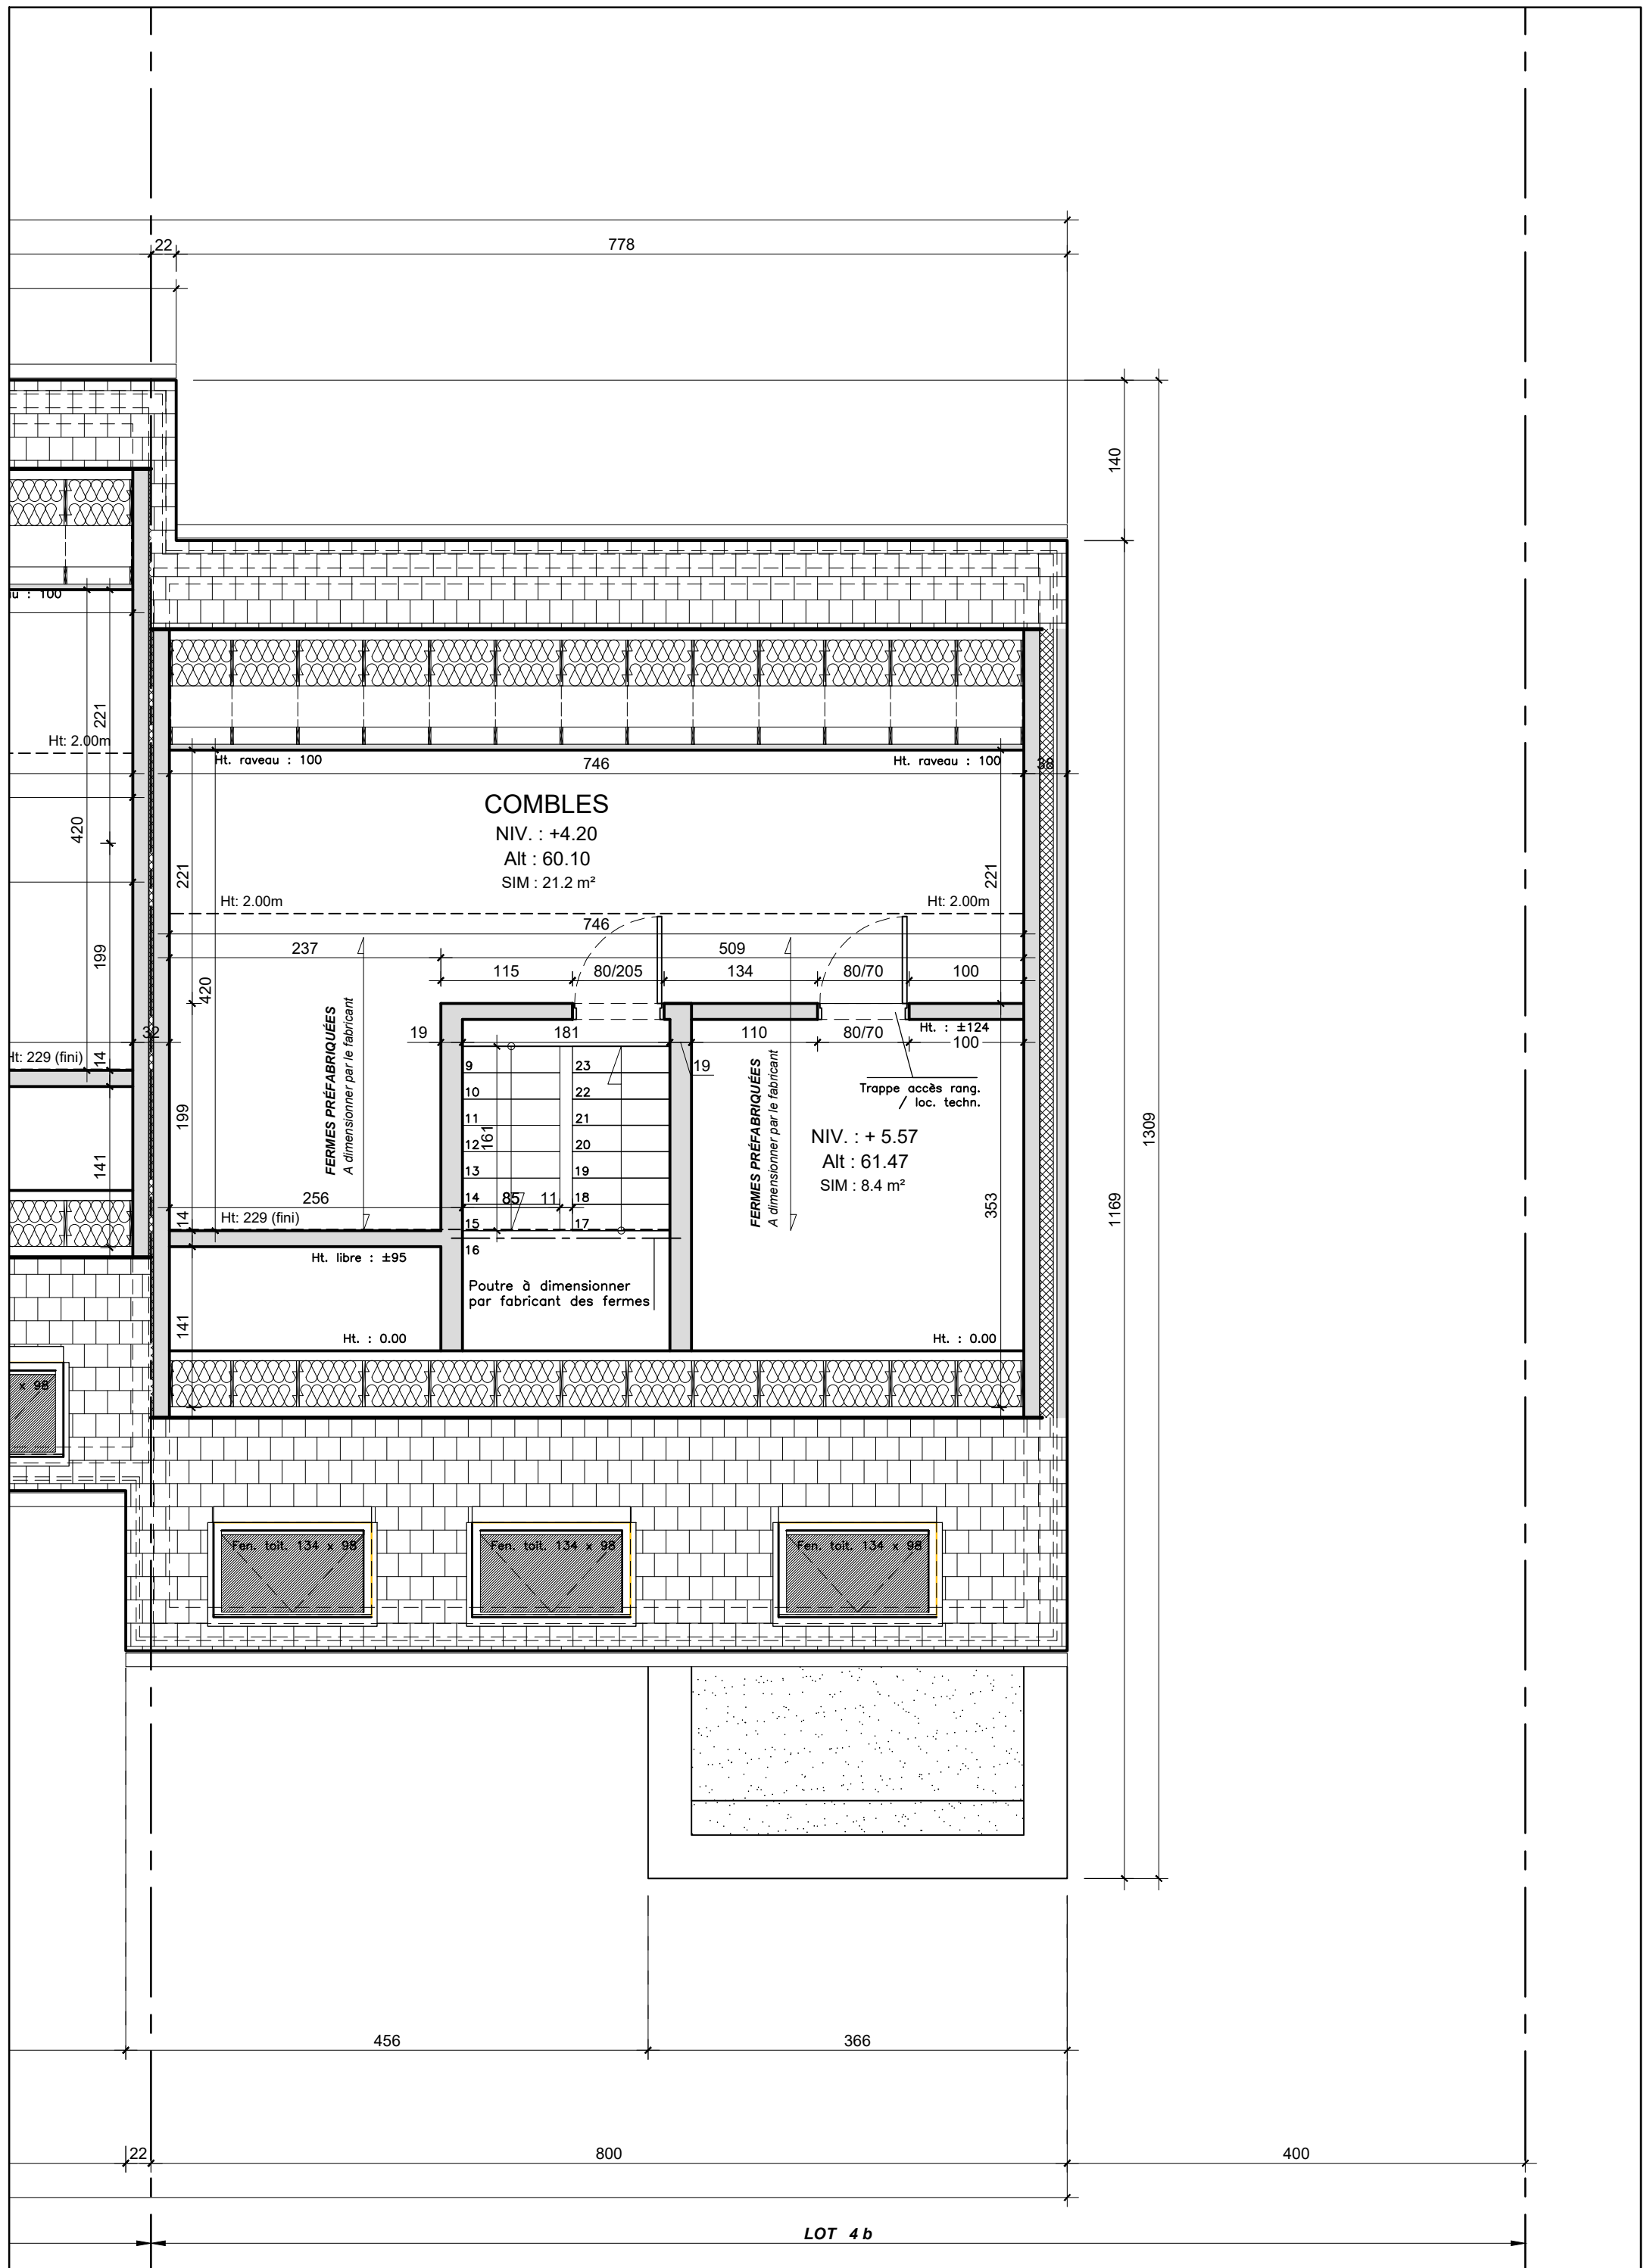 22
778
140
u : 100
221
Ht: 2.00m
420
199
Ht: 229 (fini)
14
141
x 98
32
Ht. raveau : 100
746
Ht. raveau : 100
38
COMBLES
NIV. : +4.20
Alt : 60.10
SIM : 21.2 m²
221
221
Ht: 2.00m
Ht: 2.00m
746
237
509
115
80/205
134
80/70
100
420
FERMES PRÉFABRIQUÉES
A dimensionner par le fabricant
19
181
110
80/70
Ht. : ±124
100
19
9
10
11
12
13
14
15
16
161
23
22
21
20
19
18
17
85
11
Trappe accès rang.
/ loc. techn.
FERMES PRÉFABRIQUÉES
A dimensionner par le fabricant
NIV. : + 5.57
Alt : 61.47
SIM : 8.4 m²
199
256
353
14
Ht: 229 (fini)
Ht. libre : ±95
Poutre à dimensionner
par fabricant des fermes
141
Ht. : 0.00
Ht. : 0.00
1169
1309
Fen. toit. 134 x 98
Fen. toit. 134 x 98
Fen. toit. 134 x 98
456
366
22
800
400
LOT 4 b